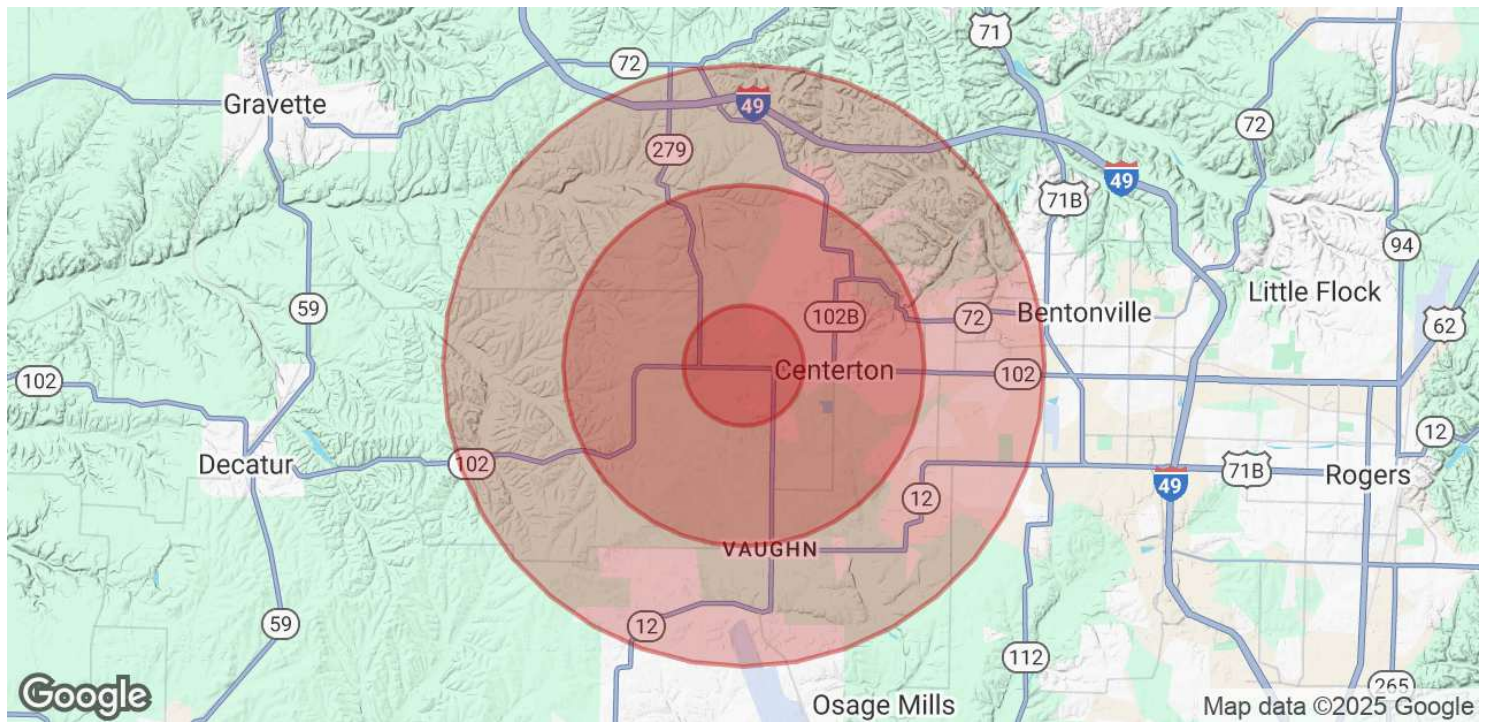 71
72
49
Gravette
72
279
49
71B
94
59
102B
72
Bentonville
Little Flock
62
102
Centerton
102
12
Decatur
102
12
49
71B
Rogers
VAUGHN
59
12
112
265
Google
Osage Mills
Map data ©2025 Google